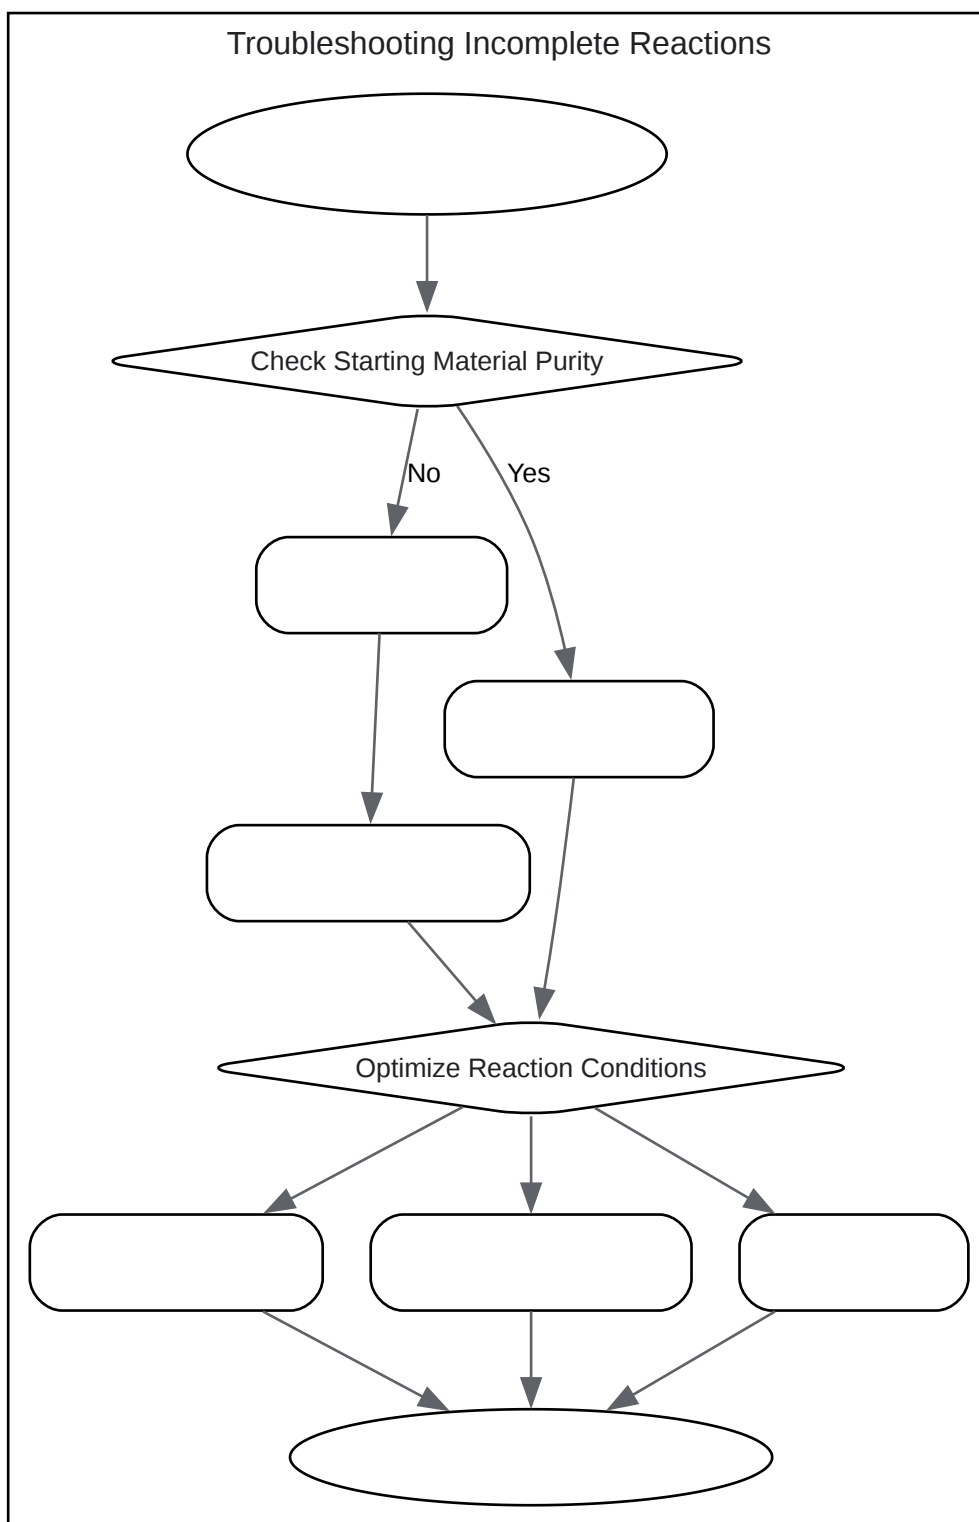 Troubleshooting Incomplete Reactions
Check Starting Material Purity
No
Yes
Optimize Reaction Conditions